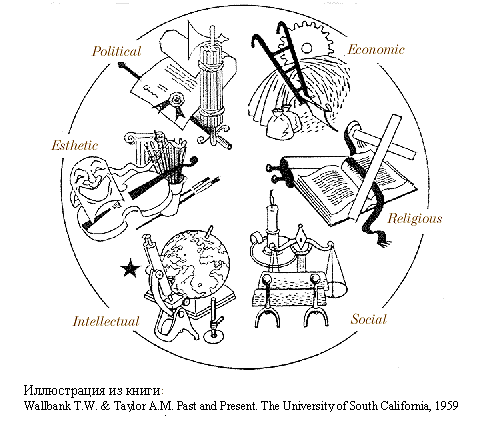 Political
Economic
Esthetic
Religious
Intellectual
Social
Иллюстрация из книги:
Wallbank T.W. & Taylor A.M. Past and Present. The University of South California, 1959